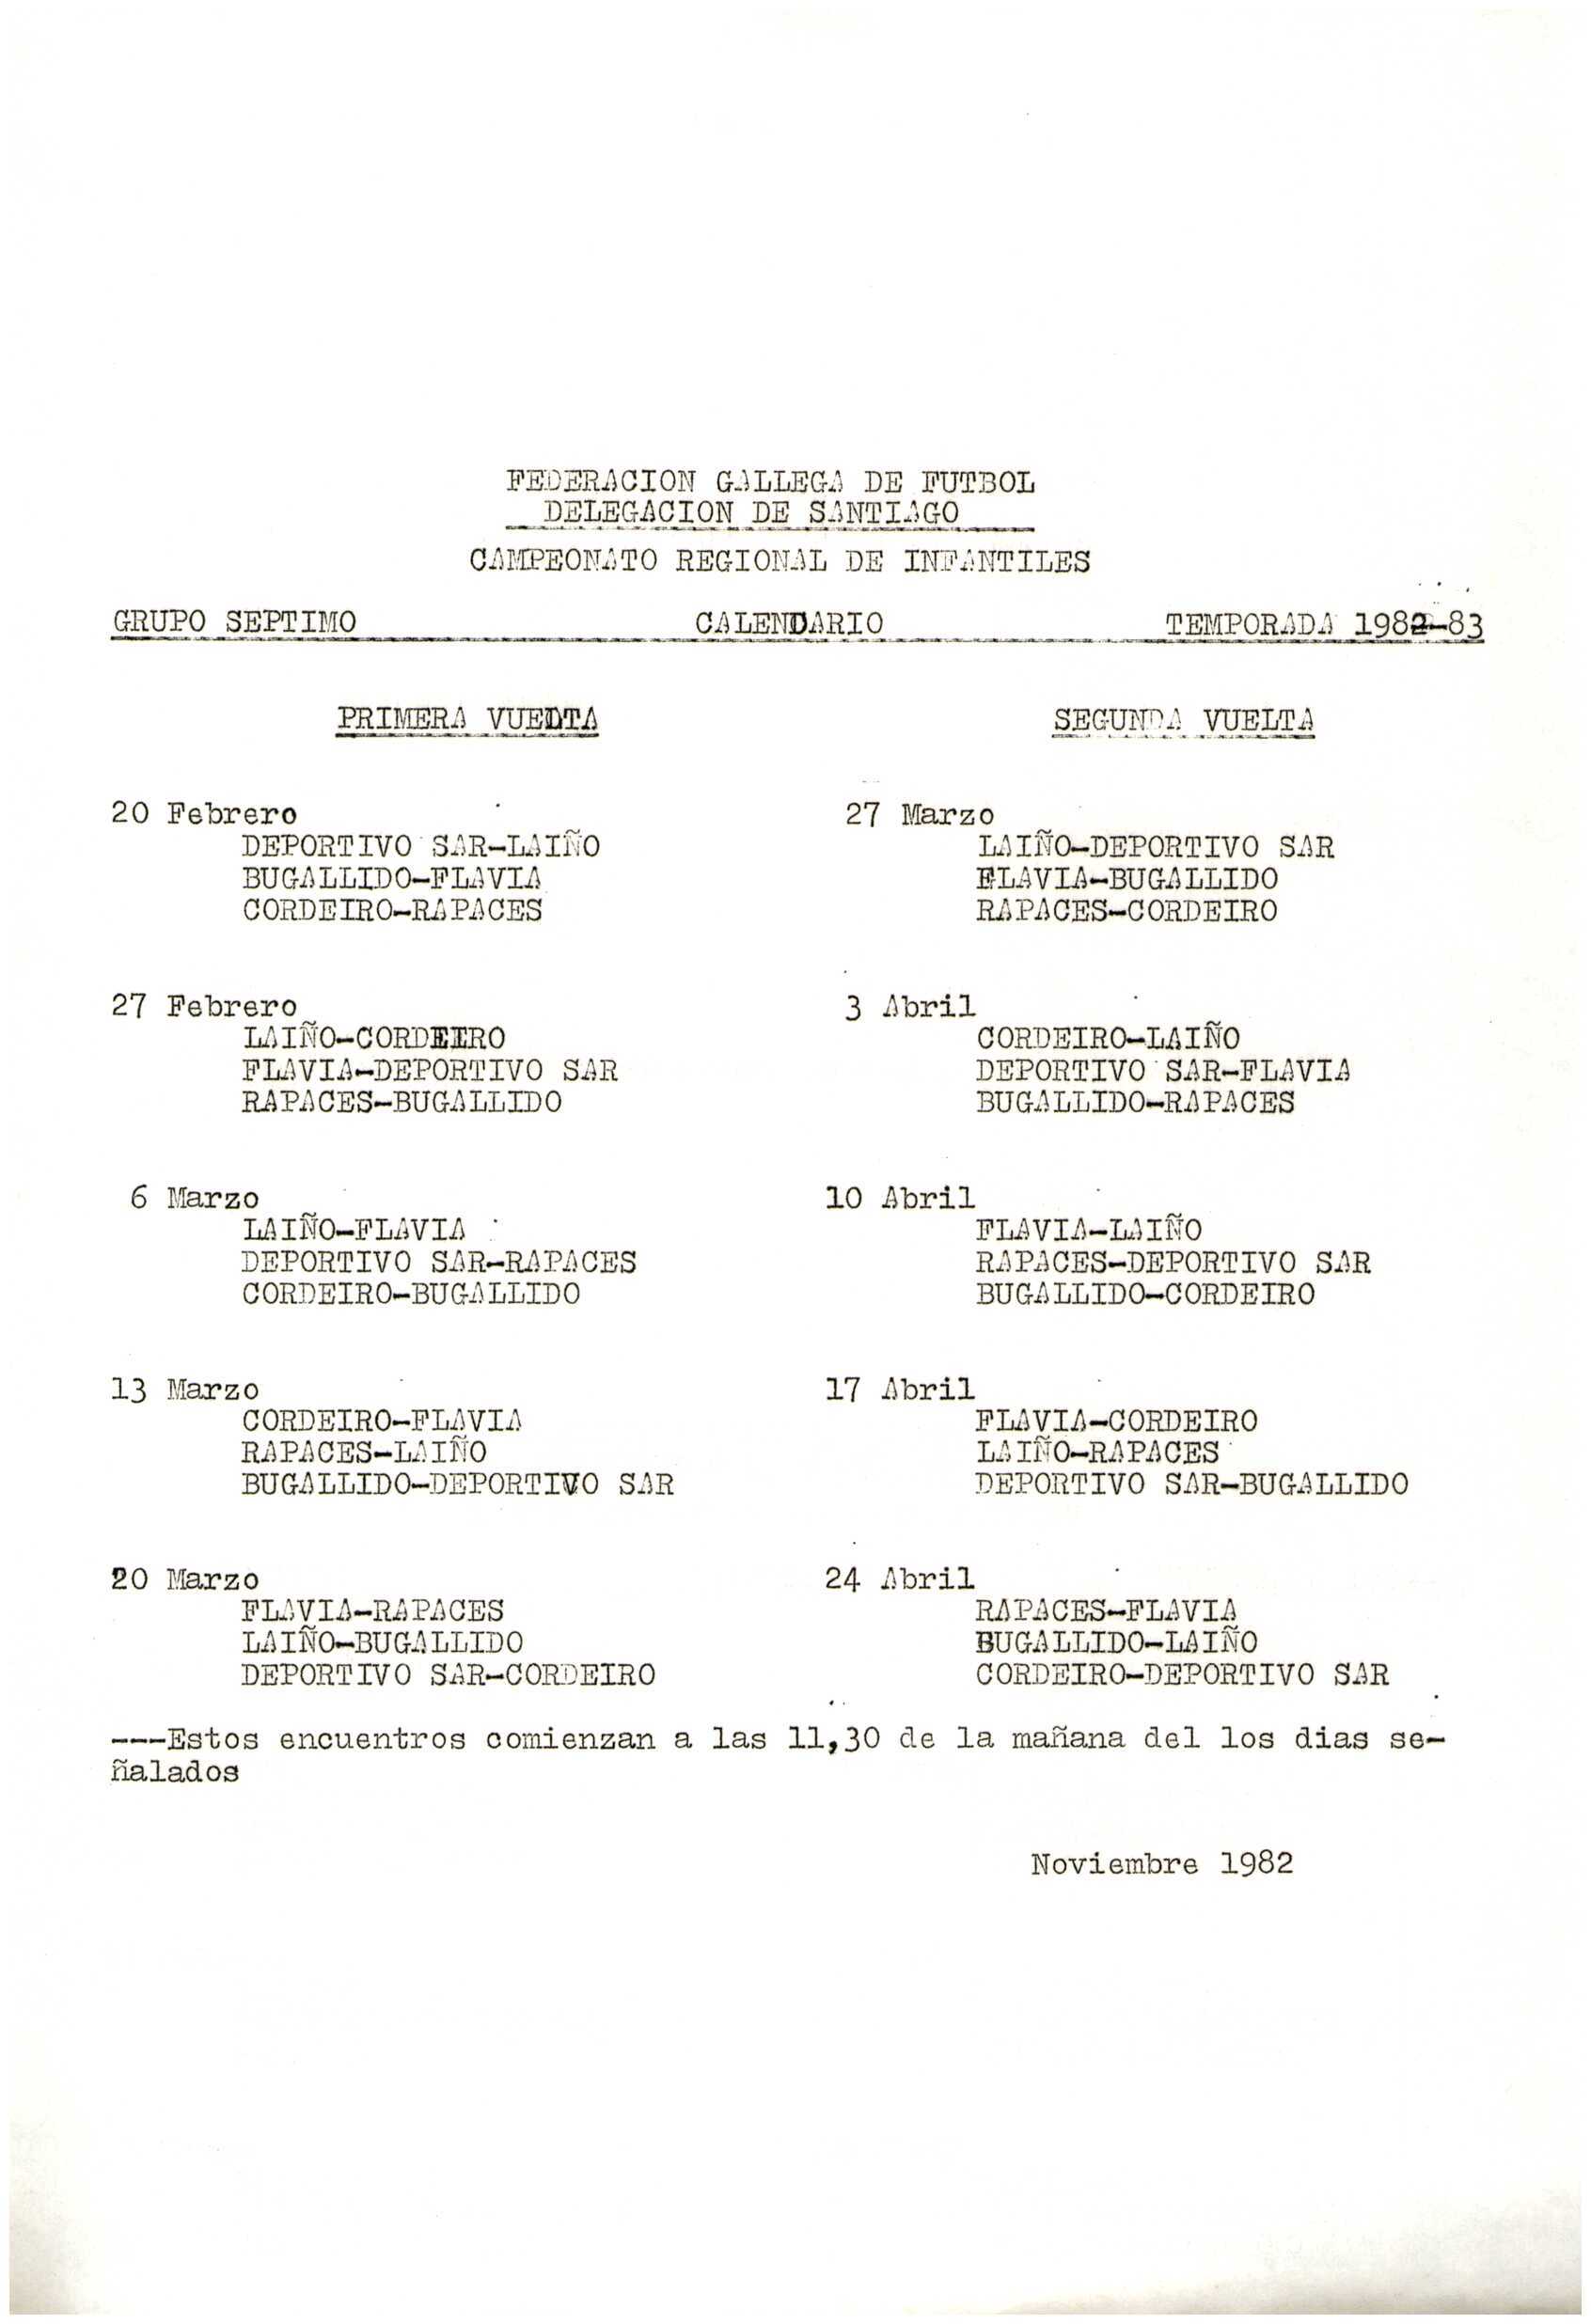 FEDERACION GALLEGA DE FUTBOL
DELEGACION DE SANTIAGO
CAMPEONATO REGIONAL DE INFANTILES
GRUPO SEPTIMO CALENDARIO TEMPORADA 1982-83
PRIMERA VUELTA
20 Febrero
DEPORTIVO SAR-LAIÑO
BUGALLIDO-FLAVIA
CORDEIRO-RAPACES
27 Febrero
LAIÑO-CORDEIRO
FLAVIA-DEPORTIVO SAR
RAPACES-BUGALLIDO
6 Marzo
LAIÑO-FLAVIA
DEPORTIVO SAR-RAPACES
CORDEIRO-BUGALLIDO
13 Marzo
CORDEIRO-FLAVIA
RAPACES-LAIÑO
BUGALLIDO-DEPORTIVO SAR
20 Marzo
FLAVIA-RAPACES
LAIÑO-BUGALLIDO
DEPORTIVO SAR-CORDEIRO
SEGUNDA VUELTA
27 Marzo
LAIÑO-DEPORTIVO SAR
FLAVIA-BUGALLIDO
RAPACES-CORDEIRO
3 Abril
CORDEIRO-LAIÑO
DEPORTIVO SAR-FLAVIA
BUGALLIDO-RAPACES
10 Abril
FLAVIA-LAIÑO
RAPACES-DEPORTIVO SAR
BUGALLIDO-CORDEIRO
17 Abril
FLAVIA-CORDEIRO
LAIÑO-RAPACES
DEPORTIVO SAR-BUGALLIDO
24 Abril
RAPACES-FLAVIA
BUGALLIDO-LAIÑO
CORDEIRO-DEPORTIVO SAR
---Estos encuentros comienzan a las 11,30 de la mañana del los dias se-
ñalados
Noviembre 1982